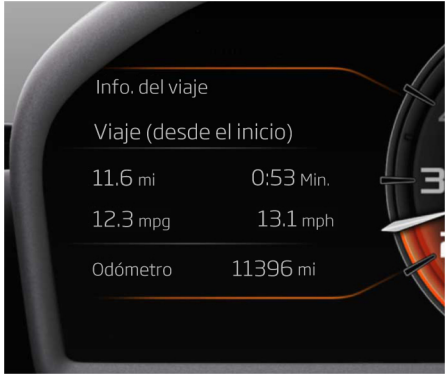 Info. del viaje
Viaje (desde el inicio)
11.6 mi 0:53 Min.
12.3 mpg 13.1 mph
Odómetro 11396 mi
3